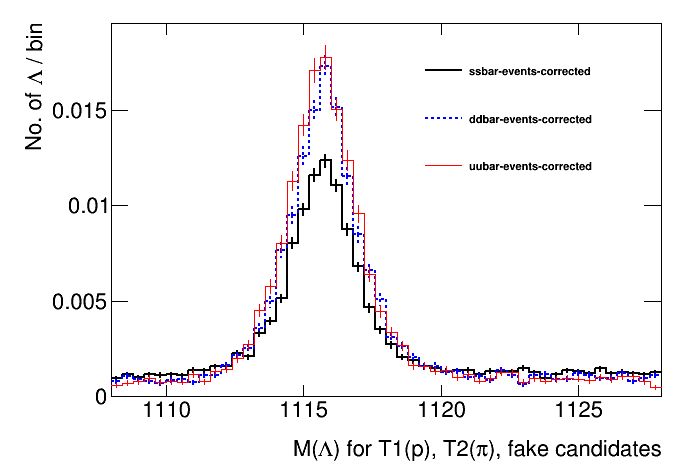 No. of Λ / bin
0.015
0.01
0.005
0
ssbar-events-corrected
ddbar-events-corrected
uubar-events-corrected
1110 1115 1120 1125
M(Λ) for T1(p), T2(π), fake candidates